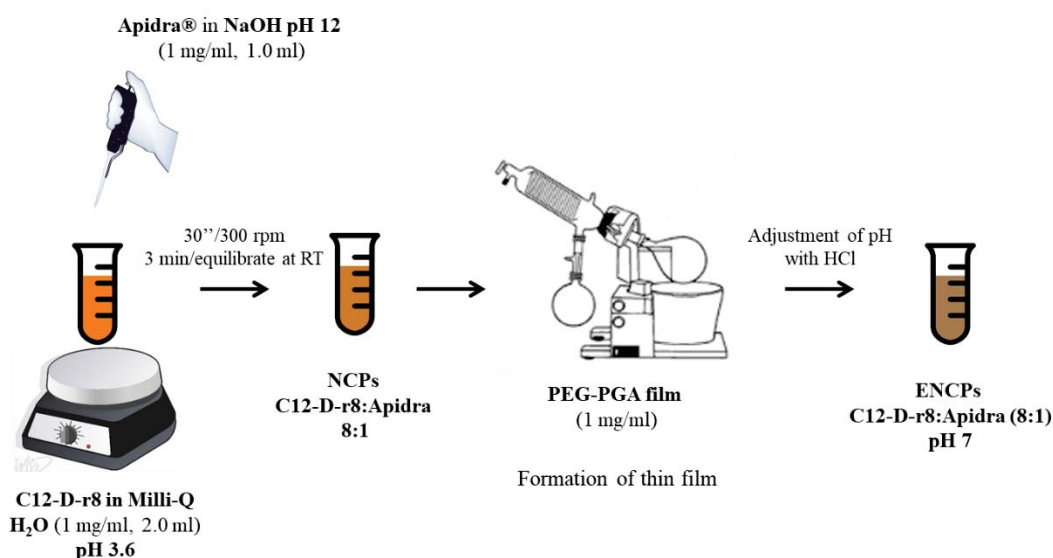 Apidra® in NaOH pH 12
(1 mg/ml, 1.0 ml)
30’’/300 rpm
3 min/equilibrate at RT
Adjustment of pH
with HCl
NCPs
C12-D-r8:Apidra
8:1
PEG-PGA film
(1 mg/ml)
ENCPs
C12-D-r8:Apidra (8:1)
pH 7
Formation of thin film
C12-D-r8 in Milli-Q
H₂O (1 mg/ml, 2.0 ml)
pH 3.6